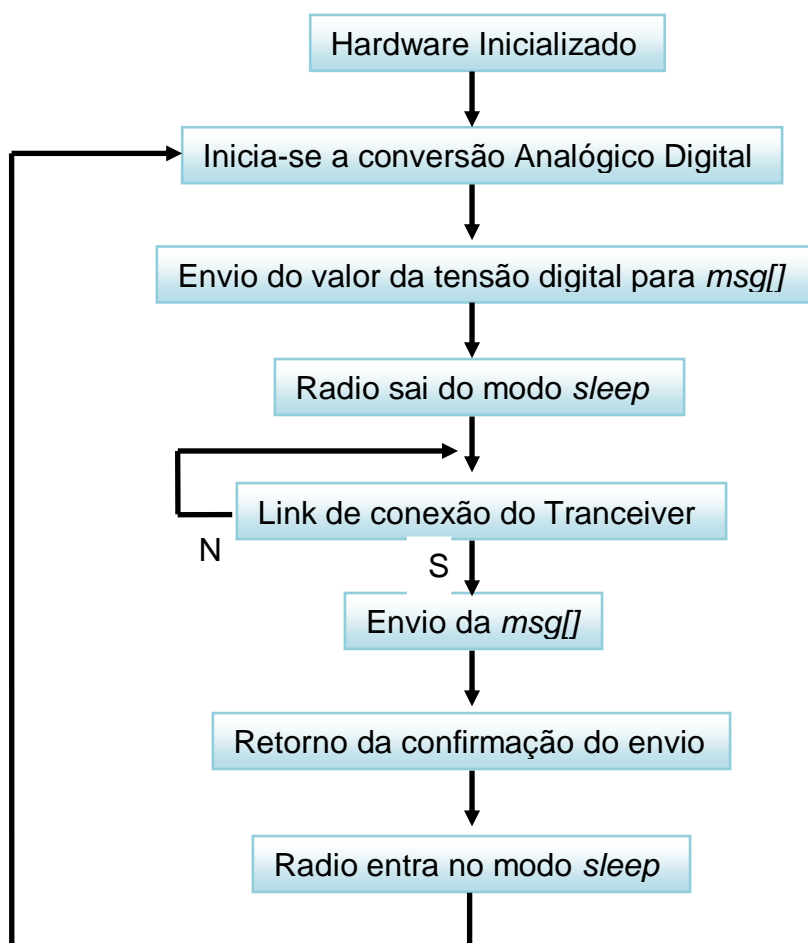 Hardware Inicializado
Inicia-se a conversão Analógico Digital
Envio do valor da tensão digital para msg[]
Radio sai do modo sleep
Link de conexão do Tranceiver
N
S
Envio da msg[]
Retorno da confirmação do envio
Radio entra no modo sleep